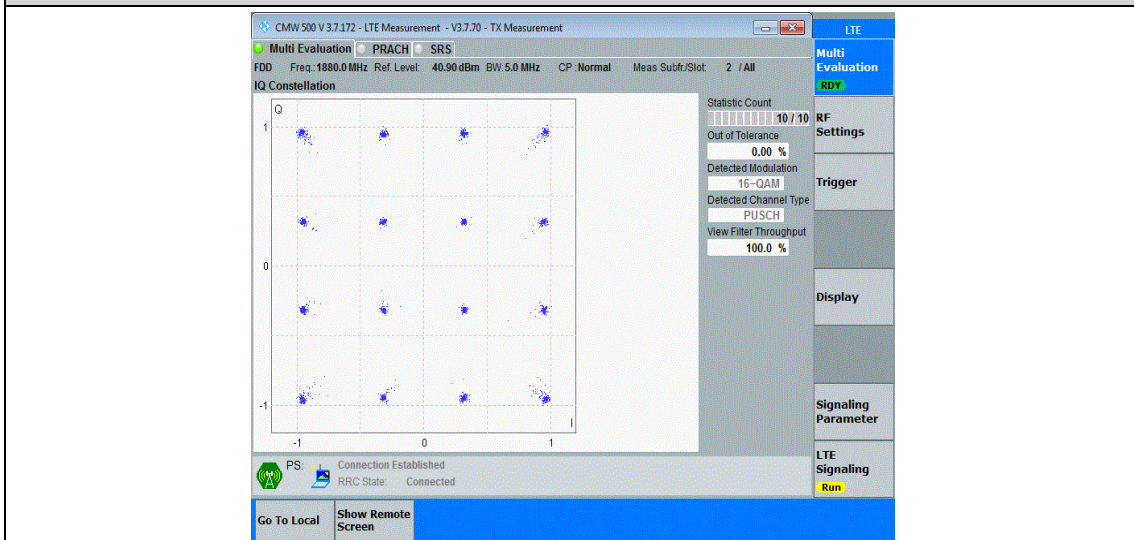 CMW 500 V 3.7.172 - LTE Measurement - V3.7.70 - TX Measurement
LTE
Multi Evaluation PRACH SRS
Multi
Evaluation
RDY
FDD Freq.:1880.0 MHz Ref. Level: 40.90 dBm BW:5.0 MHz CP :Normal Meas Subfr./Slot: 2 / All
IQ Constellation
Q
1
0
-1
I
-1 0 1
Statistic Count
10 / 10
Out of Tolerance
0.00 %
Detected Modulation
16-QAM
Detected Channel Type
PUSCH
View Filter Throughput
100.0 %
RF
Settings
Trigger
Display
Signaling
Parameter
LTE
Signaling
Run
PS: Connection Established
RRC State: Connected
Go To Local
Show Remote
Screen